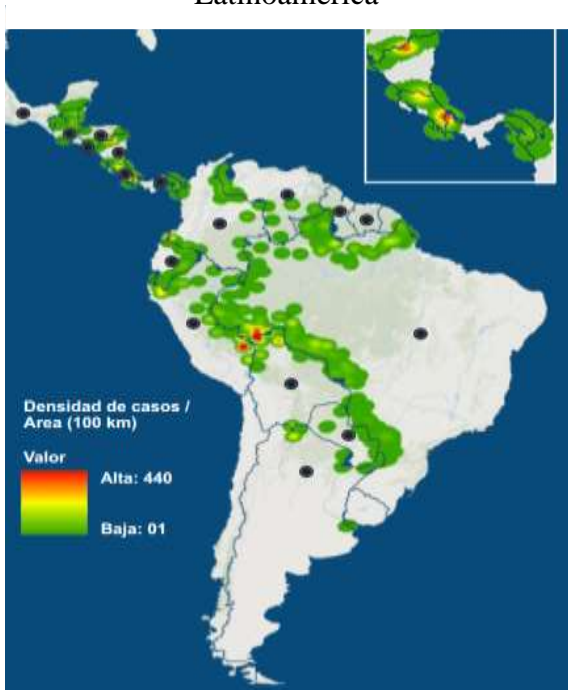 Latinoamérica
Densidad de casos /
Area (100 km)
Valor
Alta: 440
Baja: 01